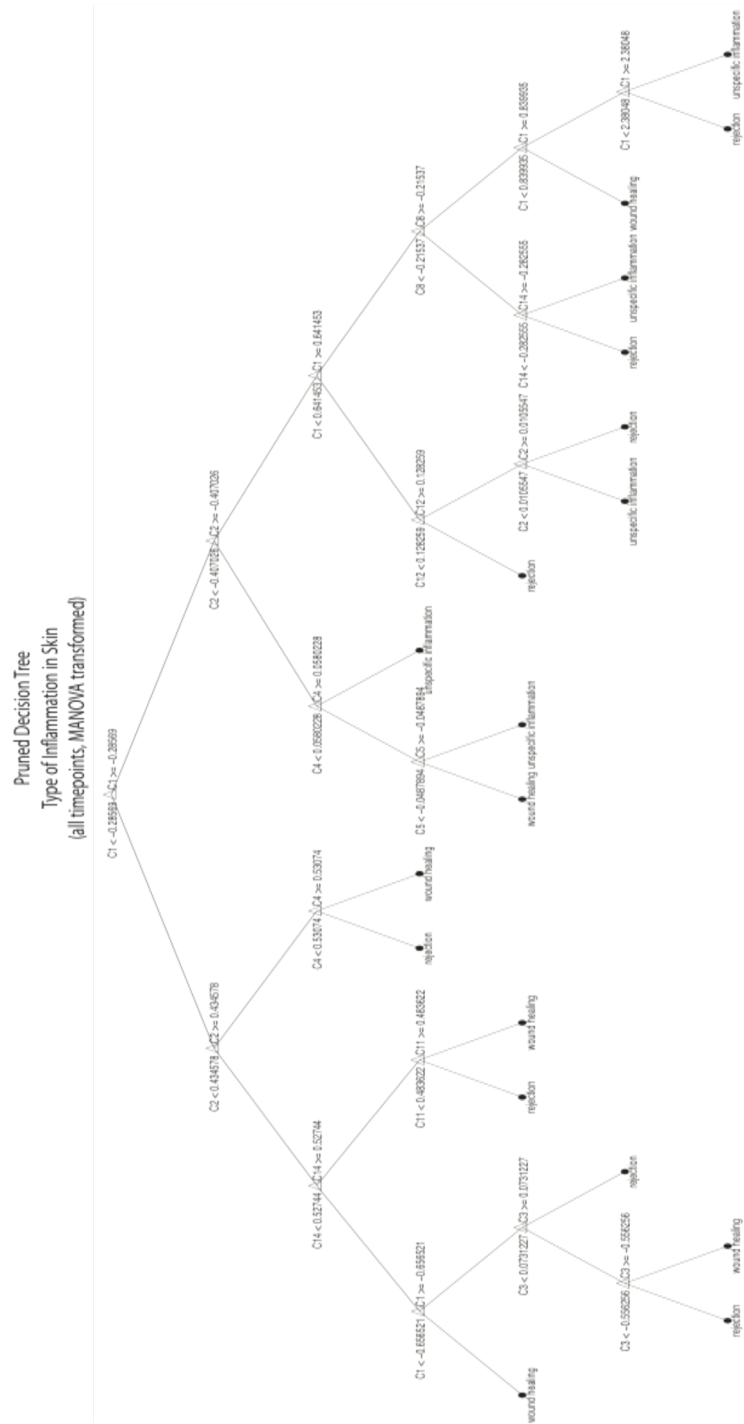 Pruned Decision Tree
Type of Inflammation in Skin
(all timepoints, MANOVA transformed)
C1 < -0.28569
C1 >= -0.28569
C2 < 0.434578
C2 >= 0.434578
C2 < -0.407026
C2 >= -0.407026
C14 < 0.52744
C14 >= 0.52744
C4 < 0.53074
C4 >= 0.53074
C4 < 0.0580228
C4 >= 0.0580228
C1 < 0.641453
C1 >= 0.641453
C1 < -0.656521
C1 >= -0.656521
C11 < 0.483622
C11 >= 0.483622
rejection
wound healing
C5 < -0.0487894
C5 >= -0.0487894
unspecific inflammation
C12 < 0.128259
C12 >= 0.128259
C8 < -0.21537
C8 >= -0.21537
wound healing
C3 < 0.0731227
C3 >= 0.0731227
rejection
wound healing
wound healing
unspecific inflammation
rejection
C2 < 0.0105547
C2 >= 0.0105547
C14 < -0.282555
C14 >= -0.282555
C1 < 0.839935
C1 >= 0.839935
C3 < -0.556256
C3 >= -0.556256
rejection
unspecific inflammation
rejection
rejection
unspecific inflammation
wound healing
C1 < 2.38048
C1 >= 2.38048
rejection
wound healing
rejection
unspecific inflammation